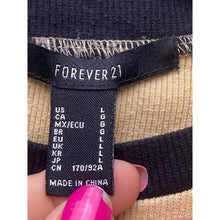 FOREVER 21
US L
CA L
MX/ECU G
BR G
EU L
UK L
KR L
JP L
CN 170/92A
MADE IN CHINA